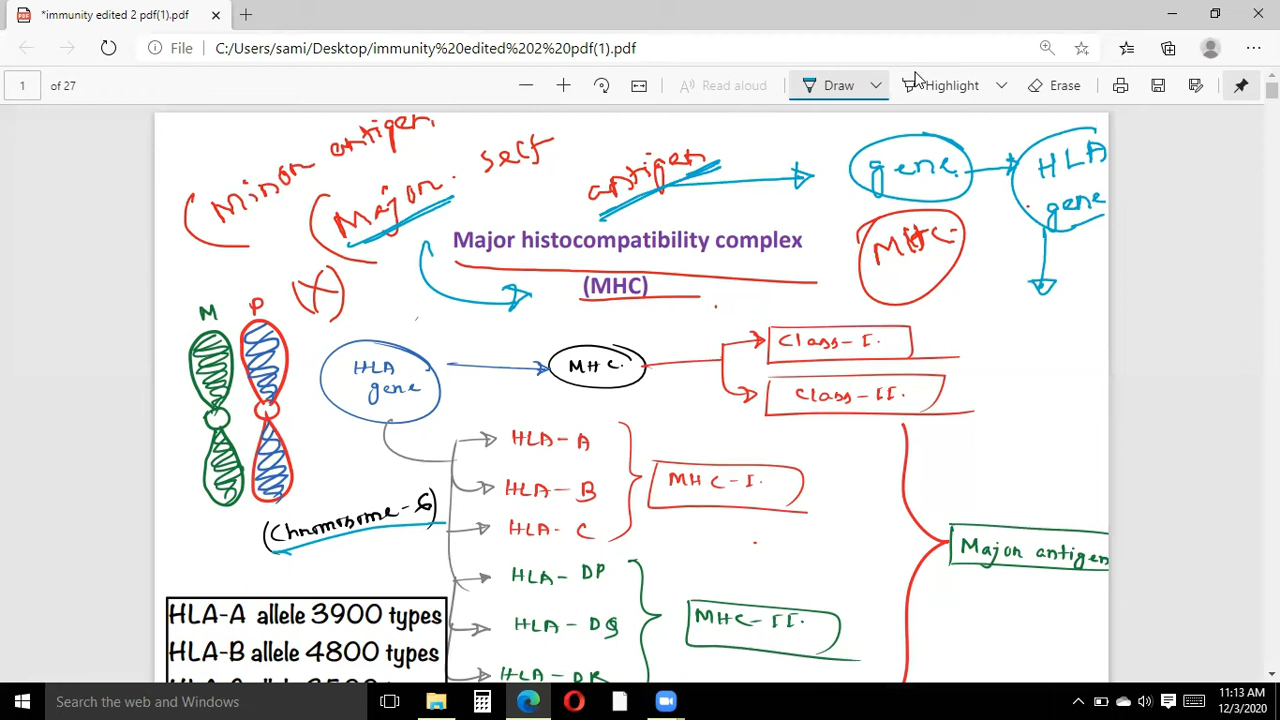 *immunity edited 2 pdf(1).pdf
File
C:/Users/sami/Desktop/immunity%20edited%202%20pdf(1).pdf
1 of 27
Read aloud
Draw
Highlight
Erase
Minor antigen.
Major. self antigen
gene
HLA
gene
MHC
Major histocompatibility complex
(MHC)
M P
HLA
gene
MHC.
Class-I.
Class-II.
HLA-A
HLA-B
HLA-C
MHC-I.
(Chromosome-6)
Major antigen
HLA-DP
HLA-DQ
HLA-DR
MHC-II.
HLA-A allele 3900 types
HLA-B allele 4800 types
Search the web and Windows
11:13 AM
12/3/2020